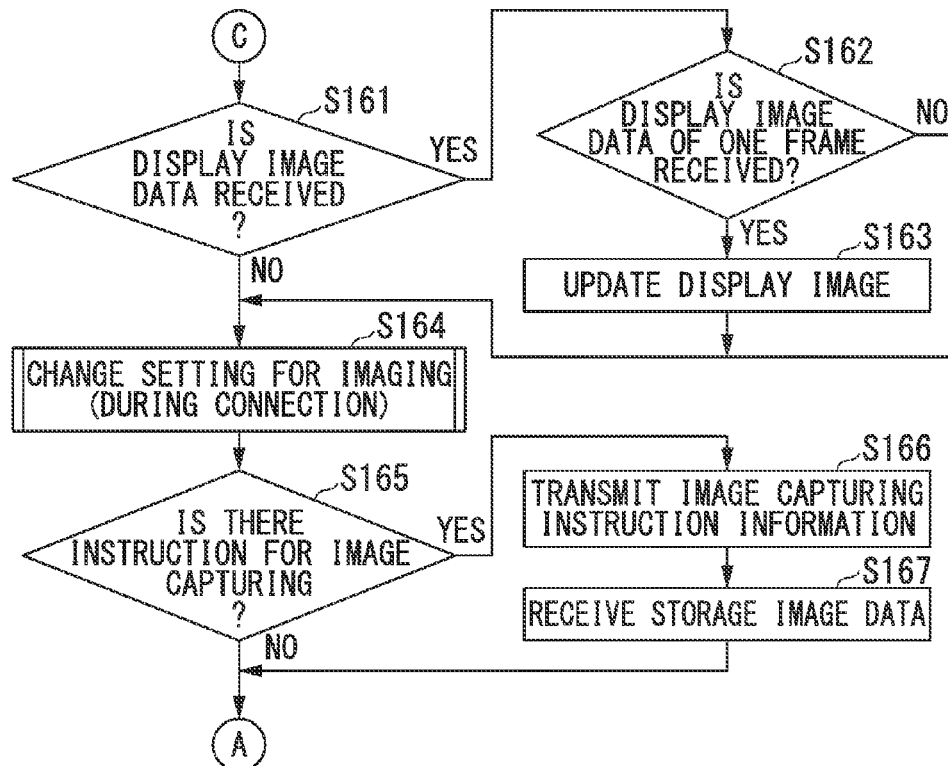 C
S161
IS
DISPLAY IMAGE
DATA RECEIVED
?
YES
NO
S162
IS
DISPLAY IMAGE
DATA OF ONE FRAME
RECEIVED?
NO
YES
S163
UPDATE DISPLAY IMAGE
S164
CHANGE SETTING FOR IMAGING
(DURING CONNECTION)
S165
IS THERE
INSTRUCTION FOR IMAGE
CAPTURING
?
YES
NO
S166
TRANSMIT IMAGE CAPTURING
INSTRUCTION INFORMATION
S167
RECEIVE STORAGE IMAGE DATA
A